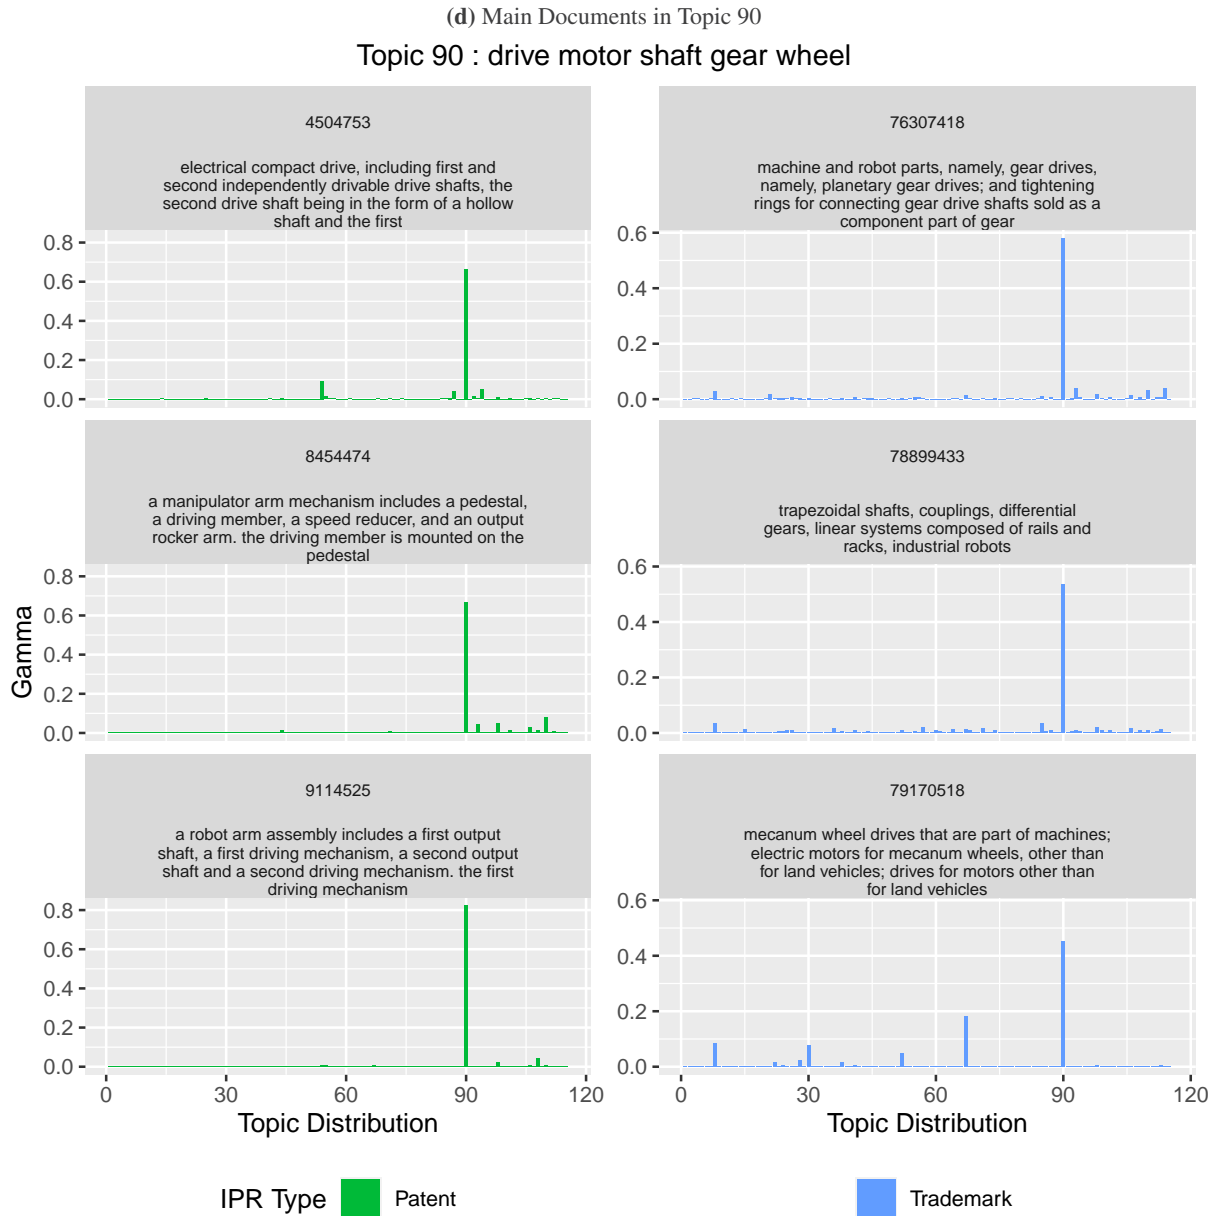 (d) Main Documents in Topic 90
Topic 90 : drive motor shaft gear wheel
4504753
electrical compact drive, including first and
second independently drivable drive shafts, the
second drive shaft being in the form of a hollow
shaft and the first
0.8
0.6
0.4
0.2
0.0
76307418
machine and robot parts, namely, gear drives,
namely, planetary gear drives; and tightening
rings for connecting gear drive shafts sold as a
component part of gear
0.6
0.4
0.2
0.0
8454474
a manipulator arm mechanism includes a pedestal,
a driving member, a speed reducer, and an output
rocker arm. the driving member is mounted on the
pedestal
0.8
0.6
0.4
0.2
0.0
78899433
trapezoidal shafts, couplings, differential
gears, linear systems composed of rails and
racks, industrial robots
0.6
0.4
0.2
0.0
Gamma
9114525
a robot arm assembly includes a first output
shaft, a first driving mechanism, a second output
shaft and a second driving mechanism. the first
driving mechanism
0.8
0.6
0.4
0.2
0.0
0 30 60 90 120
Topic Distribution
79170518
mecanum wheel drives that are part of machines;
electric motors for mecanum wheels, other than
for land vehicles; drives for motors other than
for land vehicles
0.6
0.4
0.2
0.0
0 30 60 90 120
Topic Distribution
IPR Type Patent Trademark